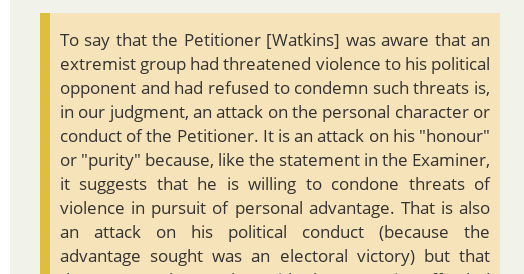 To say that the Petitioner [Watkins] was aware that an
extremist group had threatened violence to his political
opponent and had refused to condemn such threats is,
in our judgment, an attack on the personal character or
conduct of the Petitioner. It is an attack on his "honour"
or "purity" because, like the statement in the Examiner,
it suggests that he is willing to condone threats of
violence in pursuit of personal advantage. That is also
an attack on his political conduct (because the
advantage sought was an electoral victory) but that